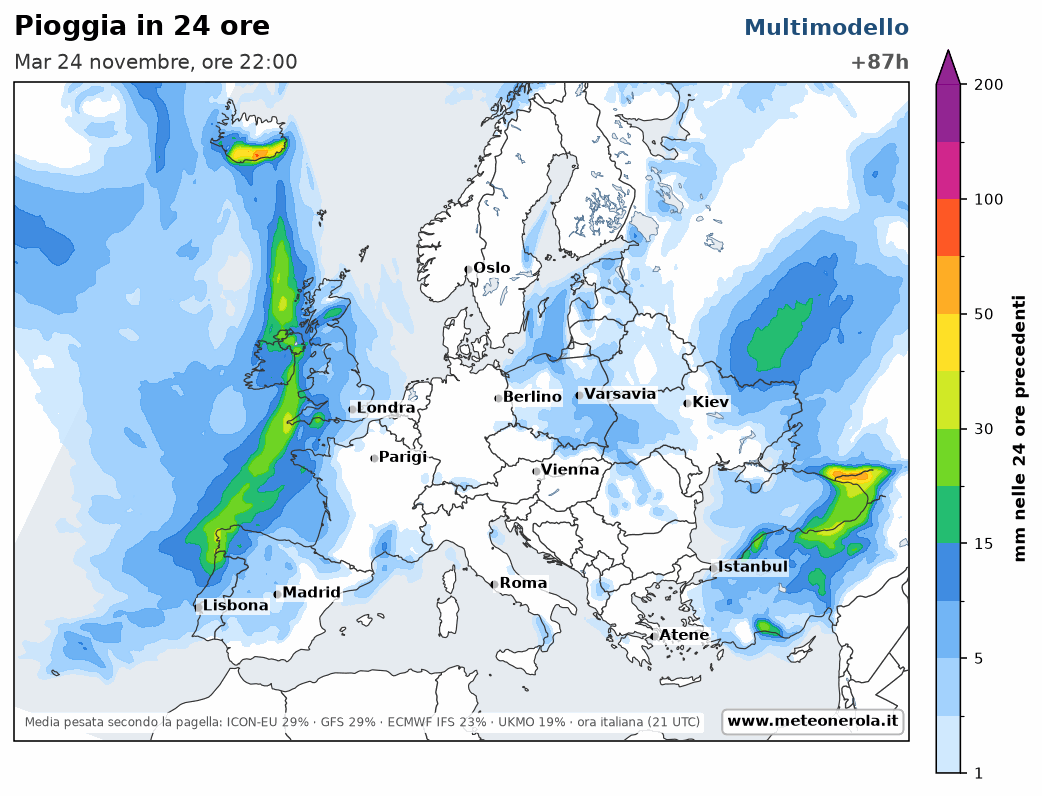 Pioggia in 24 ore
Multimodello
Mar 24 novembre, ore 22:00
+87h
200
100
50
30
15
5
1
mm nelle 24 ore precedenti
Oslo
Berlino
Varsavia
Kiev
Londra
Parigi
Vienna
Istanbul
Madrid
Roma
Lisbona
Atene
Media pesata secondo la pagella: ICON-EU 29% · GFS 29% · ECMWF IFS 23% · UKMO 19% · ora italiana (21 UTC)
www.meteonerola.it